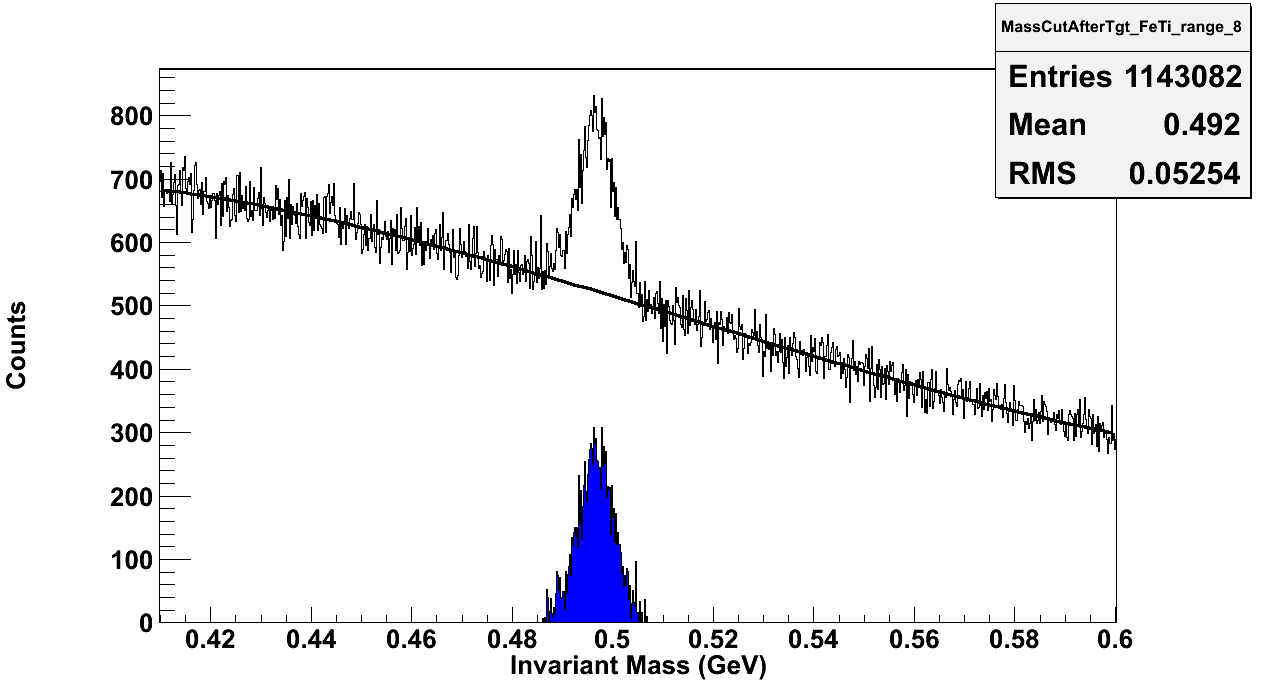 MassCutAfterTgt_FeTi_range_8
Entries 1143082
Mean 0.492
RMS 0.05254
Counts
800
700
600
500
400
300
200
100
0
0.42 0.44 0.46 0.48 0.5 0.52 0.54 0.56 0.58 0.6
Invariant Mass (GeV)